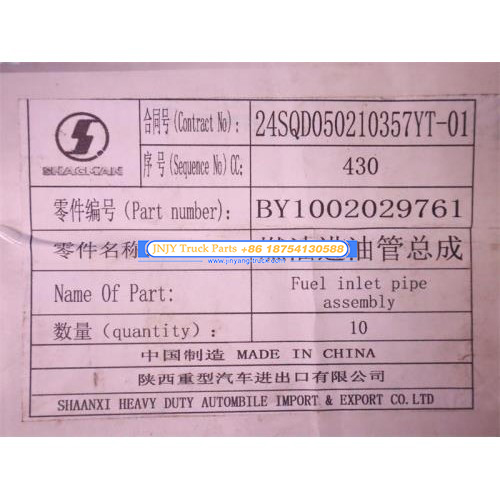 SHACMAN
合同号(Contract No): 24SQD050210357YT-01
序号(Sequence No)CC: 430
零件编号(Part number): BY1002029761
零件名称
油管总成
JNJY Truck Parts +86 18754130588
www.jinyang-truck.com
Name Of Part: Fuel inlet pipe assembly
数量(quantity): 10
中国制造 MADE IN CHINA
陕西重型汽车进出口有限公司
SHAANXI HEAVY DUTY AUTOMBILE IMPORT & EXPORT CO.LTD